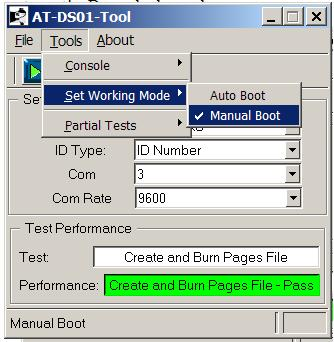 AT-DS01-Tool
File Tools About
Console
Set Working Mode
Auto Boot
Manual Boot
Partial Tests
ID Type: ID Number
Com 3
Com Rate 9600
Test Performance
Test: Create and Burn Pages File
Performance: Create and Burn Pages File - Pass
Manual Boot